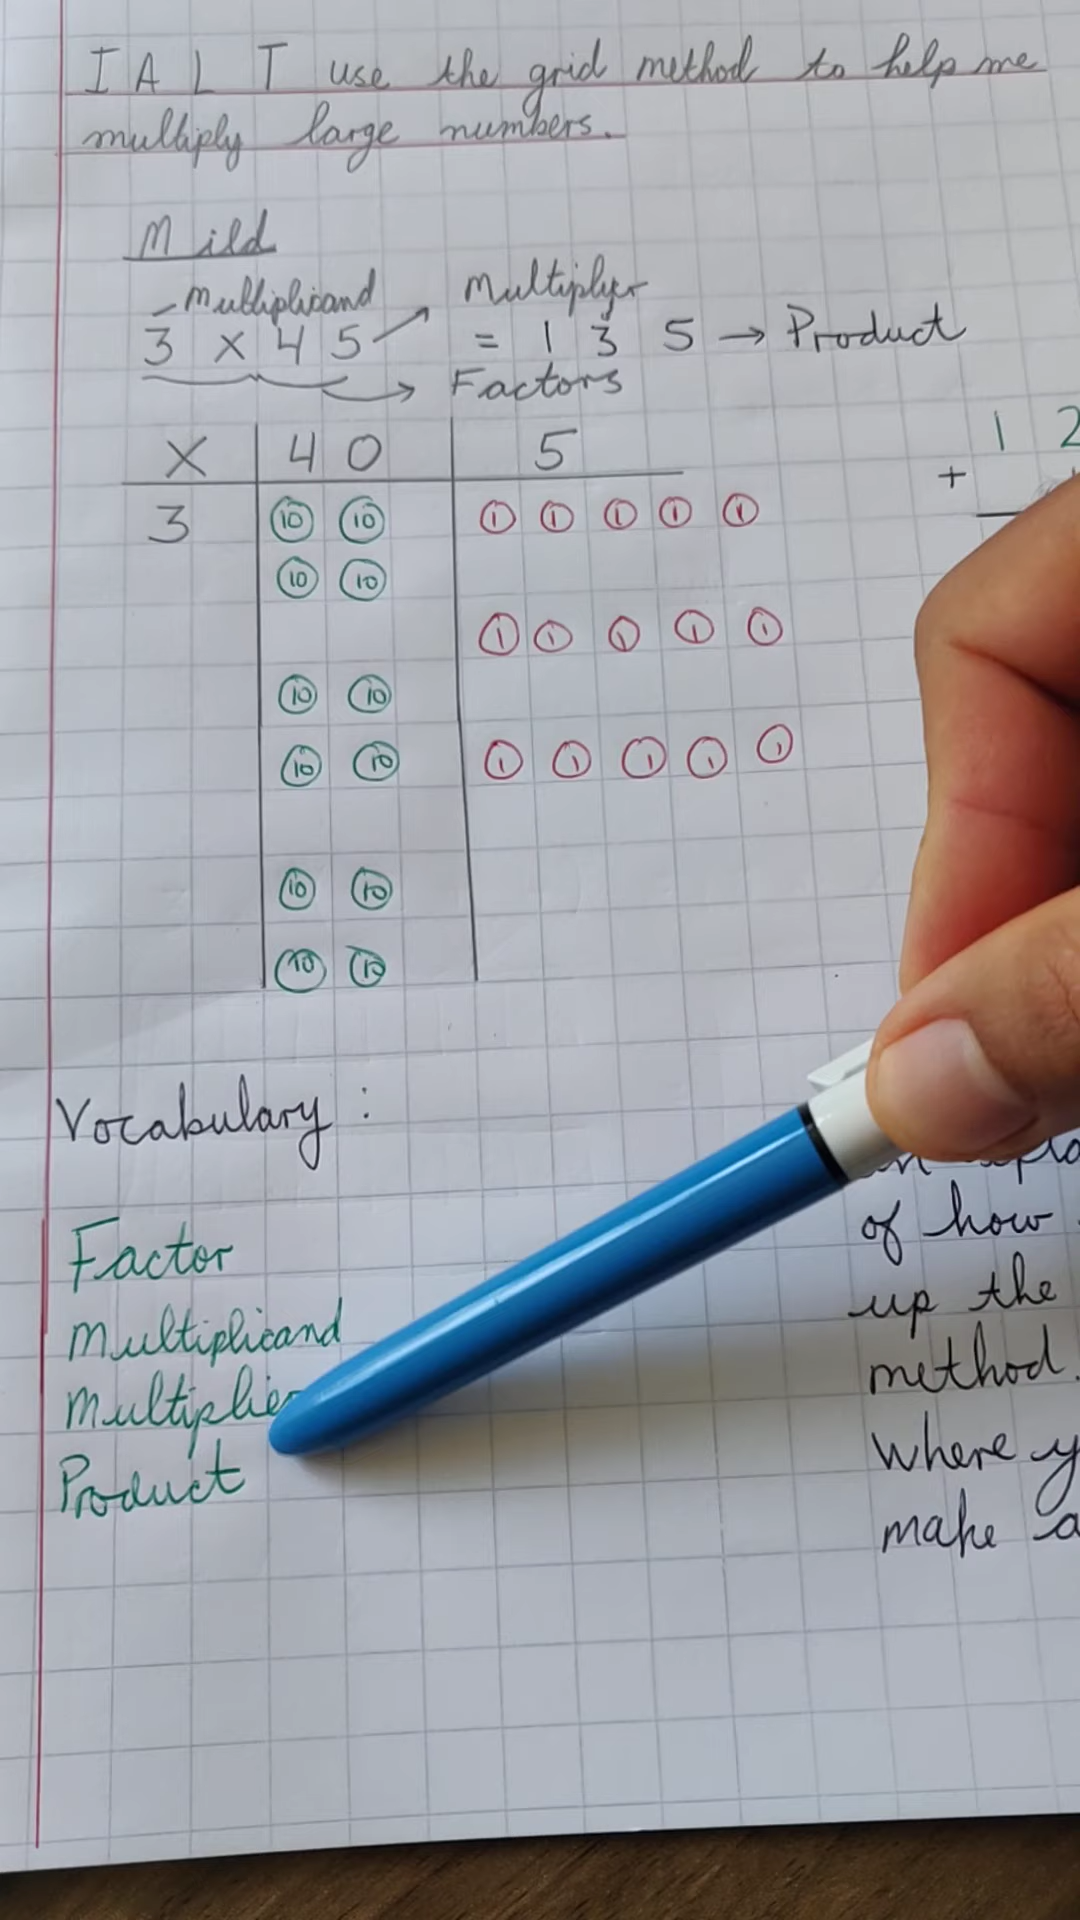 I A L T use the grid method to help me
multiply large numbers.
Mild
Multiplicand
Multiplyer
3 x 4 5 = 1 3 5 → Product
Factors
x 4 0 5
1 2
+
3 10 10 1 1 1 1 1
10 10
1 1 1 1 1
10 10
10 10 1 1 1 1 1
10 10
10 10
Vocabulary :
Factor
Multiplicand
Multiplier
Product
of how
up the
method.
where y
make a